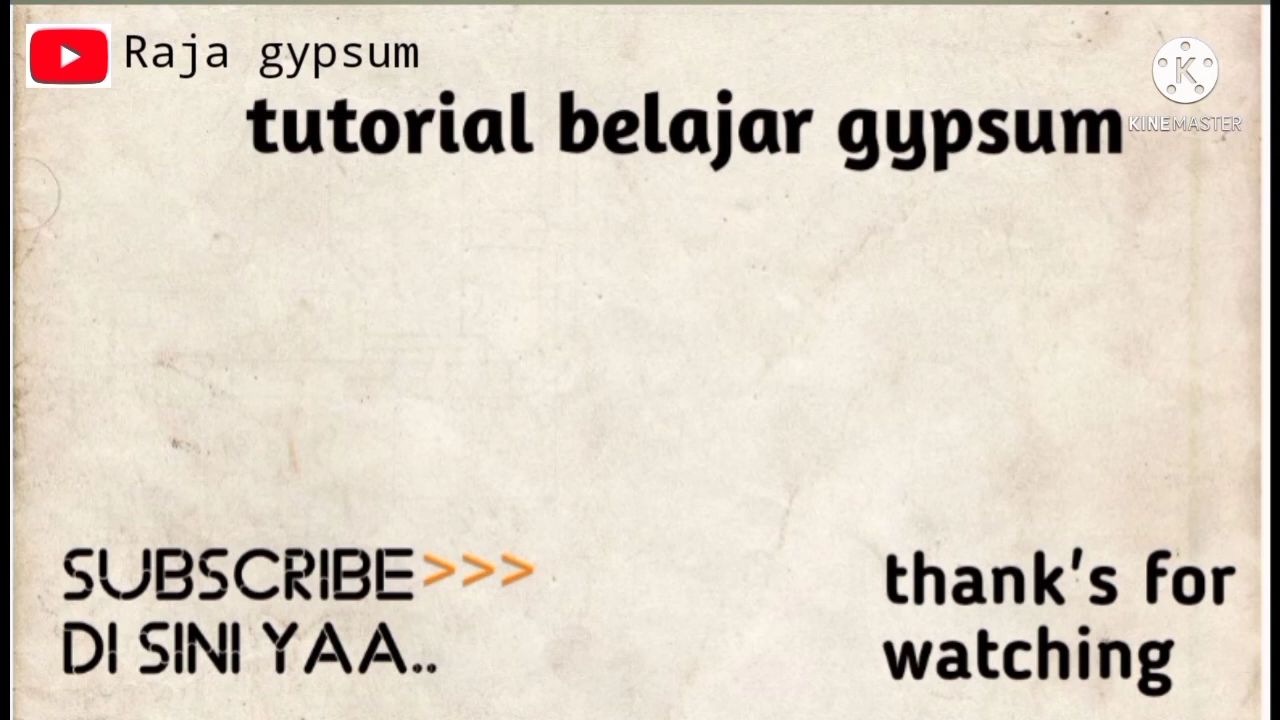 Raja gypsum
tutorial belajar gypsum
KINEMASTER
SUBSCRIBE>>>
DI SINI YAA..
thank's for
watching